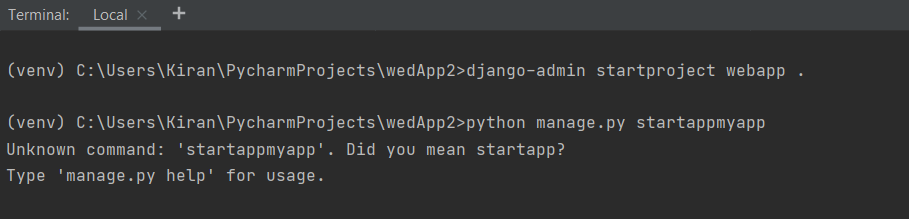 Terminal: Local × +
(venv) C:\Users\Kiran\PycharmProjects\wedApp2>django-admin startproject webapp .
(venv) C:\Users\Kiran\PycharmProjects\wedApp2>python manage.py startappmyapp
Unknown command: 'startappmyapp'. Did you mean startapp?
Type 'manage.py help' for usage.